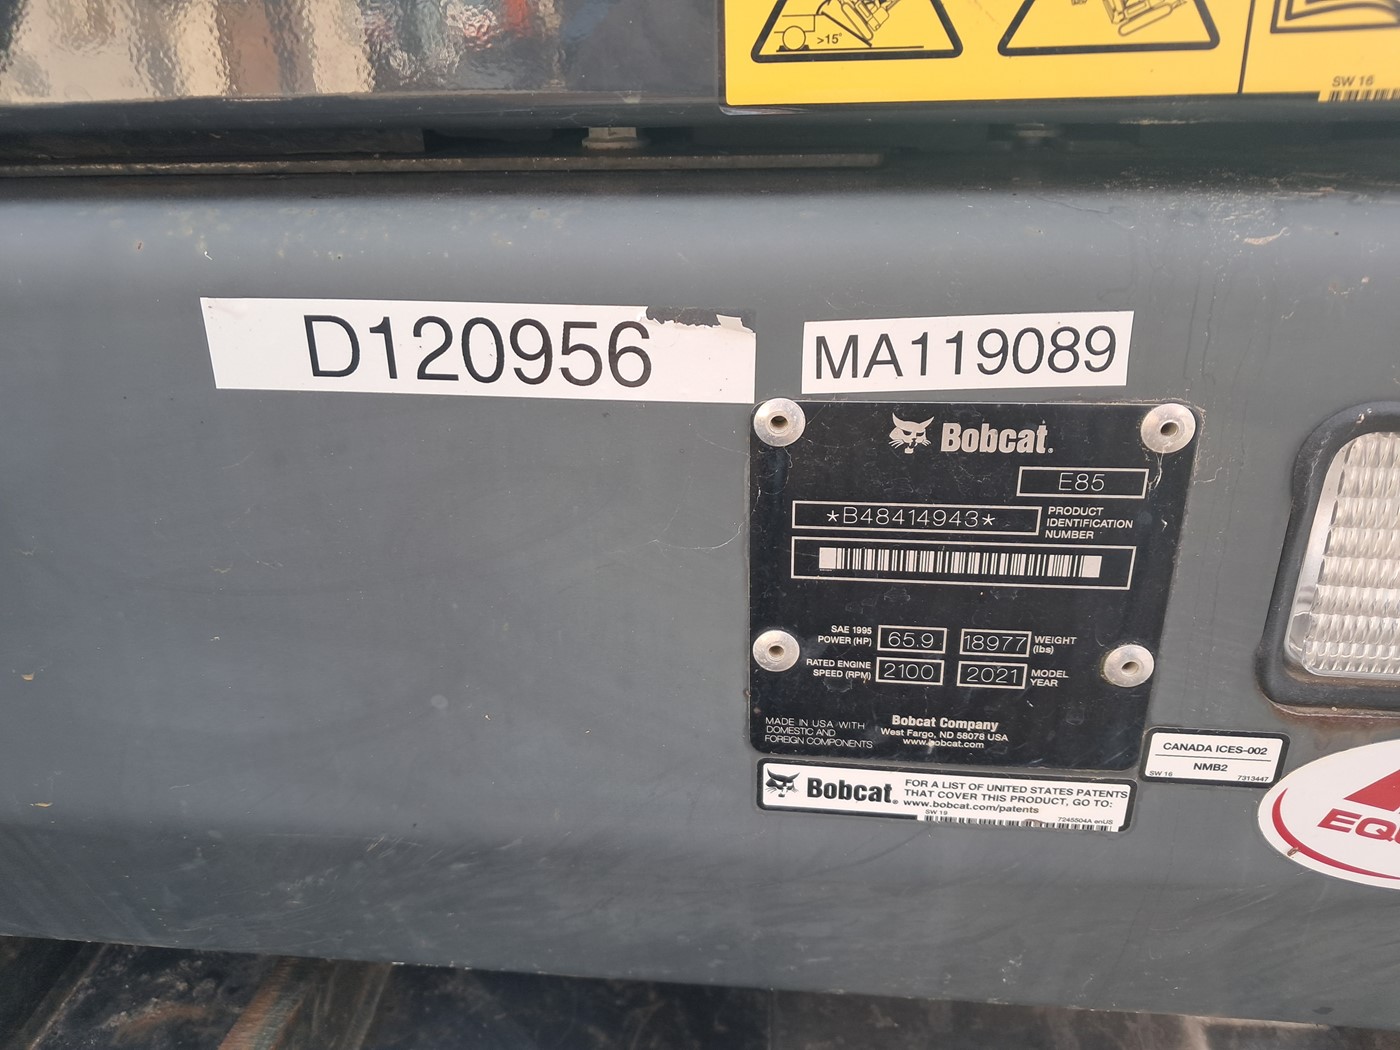 >15°
SW 16
D120956
MA119089
Bobcat.
E85
*B48414943*
PRODUCT
IDENTIFICATION
NUMBER
SAE 1995
POWER (HP)
65.9
18977
WEIGHT
(lbs)
RATED ENGINE
SPEED (RPM)
2100
2021
MODEL
YEAR
MADE IN USA WITH
DOMESTIC AND
FOREIGN COMPONENTS
Bobcat Company
West Fargo, ND 58078 USA
www.bobcat.com
CANADA ICES-002
NMB2
SW 16
7313447
Bobcat.
FOR A LIST OF UNITED STATES PATENTS
THAT COVER THIS PRODUCT, GO TO:
www.bobcat.com/patents
SW 19
7245504A enUS